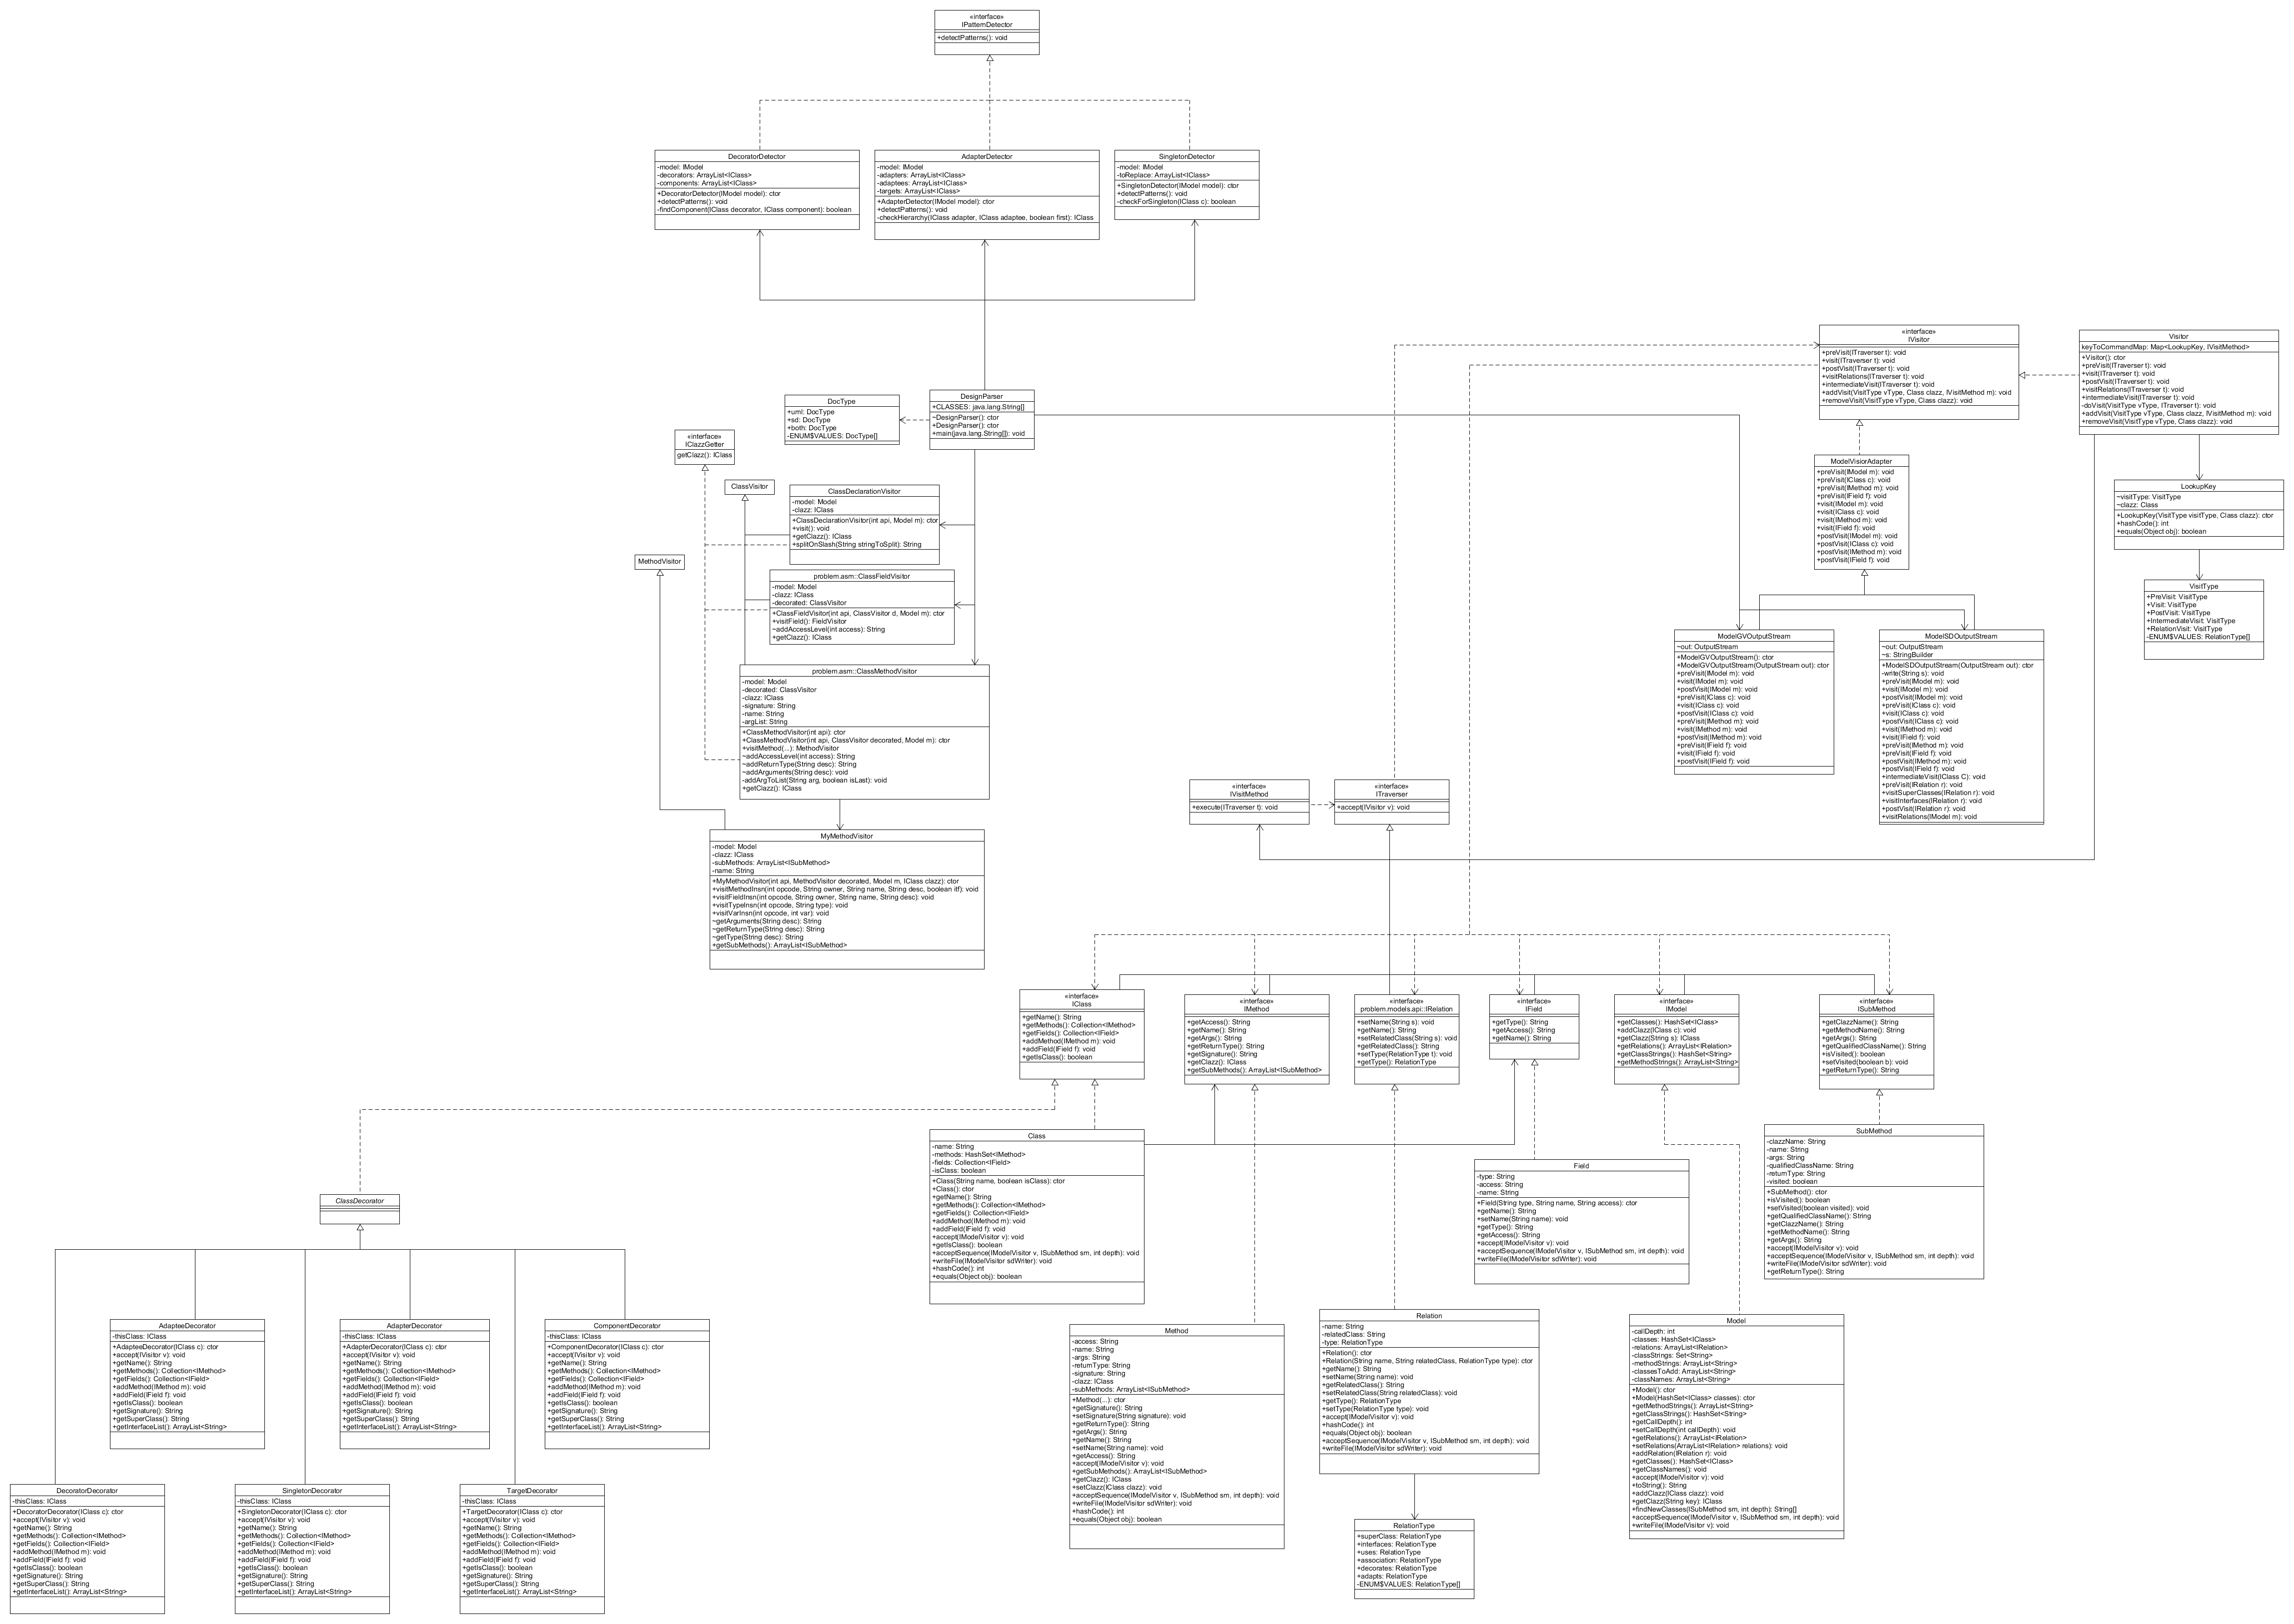 «interface»
IPatternDetector
+detectPatterns(): void
DecoratorDetector
-model: IModel
-decorators: ArrayList<IClass>
-components: ArrayList<IClass>
+DecoratorDetector(IModel model): ctor
+detectPatterns(): void
-findComponent(IClass decorator, IClass component): boolean
AdapterDetector
-model: IModel
-adapters: ArrayList<IClass>
-adaptees: ArrayList<IClass>
-targets: ArrayList<IClass>
+AdapterDetector(IModel model): ctor
+detectPatterns(): void
-checkHierarchy(IClass adapter, IClass adaptee, boolean first): IClass
SingletonDetector
-model: IModel
-toReplace: ArrayList<IClass>
+SingletonDetector(IModel model): ctor
+detectPatterns(): void
-checkForSingleton(IClass c): boolean
«interface»
IVisitor
+preVisit(ITraverser t): void
+visit(ITraverser t): void
+postVisit(ITraverser t): void
+visitRelations(ITraverser t): void
+intermediateVisit(ITraverser t): void
+addVisit(VisitType vType, Class clazz, IVisitMethod m): void
+removeVisit(VisitType vType, Class clazz): void
Visitor
keyToCommandMap: Map<LookupKey, IVisitMethod>
+Visitor(): ctor
+preVisit(ITraverser t): void
+visit(ITraverser t): void
+postVisit(ITraverser t): void
+visitRelations(ITraverser t): void
+intermediateVisit(ITraverser t): void
-doVisit(VisitType vType, ITraverser t): void
+addVisit(VisitType vType, Class clazz, IVisitMethod m): void
+removeVisit(VisitType vType, Class clazz): void
DocType
+uml: DocType
+sd: DocType
+both: DocType
-ENUM$VALUES: DocType[]
DesignParser
+CLASSES: java.lang.String[]
~DesignParser(): ctor
+DesignParser(): ctor
+main(java.lang.String[]): void
«interface»
IClazzGetter
getClazz(): IClass
ClassVisitor
ClassDeclarationVisitor
-model: Model
-clazz: IClass
+ClassDeclarationVisitor(int api, Model m): ctor
+visit(): void
+getClazz(): IClass
+splitOnSlash(String stringToSplit): String
MethodVisitor
problem.asm::ClassFieldVisitor
-model: Model
-clazz: IClass
-decorated: ClassVisitor
+ClassFieldVisitor(int api, ClassVisitor d, Model m): ctor
+visitField(): FieldVisitor
~addAccessLevel(int access): String
+getClazz(): IClass
problem.asm::ClassMethodVisitor
-model: Model
-decorated: ClassVisitor
-clazz: IClass
-signature: String
-name: String
-argList: String
+ClassMethodVisitor(int api): ctor
+ClassMethodVisitor(int api, ClassVisitor decorated, Model m): ctor
+visitMethod(...): MethodVisitor
~addAccessLevel(int access): String
~addReturnType(String desc): String
~addArguments(String desc): void
-addArgToList(String arg, boolean isLast): void
+getClazz(): IClass
MyMethodVisitor
-model: Model
-clazz: IClass
-subMethods: ArrayList<ISubMethod>
-name: String
+MyMethodVisitor(int api, MethodVisitor decorated, Model m, IClass clazz): ctor
+visitMethodInsn(int opcode, String owner, String name, String desc, boolean itf): void
+visitFieldInsn(int opcode, String owner, String name, String desc): void
+visitTypeInsn(int opcode, String type): void
+visitVarInsn(int opcode, int var): void
~getArguments(String desc): String
~getReturnType(String desc): String
~getType(String desc): String
+getSubMethods(): ArrayList<ISubMethod>
ModelVisiorAdapter
+preVisit(IModel m): void
+preVisit(IClass c): void
+preVisit(IMethod m): void
+preVisit(IField f): void
+visit(IModel m): void
+visit(IClass c): void
+visit(IMethod m): void
+visit(IField f): void
+postVisit(IModel m): void
+postVisit(IClass c): void
+postVisit(IMethod m): void
+postVisit(IField f): void
LookupKey
~visitType: VisitType
~clazz: Class
+LookupKey(VisitType visitType, Class clazz): ctor
+hashCode(): int
+equals(Object obj): boolean
VisitType
+PreVisit: VisitType
+Visit: VisitType
+PostVisit: VisitType
+IntermediateVisit: VisitType
+RelationVisit: VisitType
-ENUM$VALUES: RelationType[]
ModelGVOutputStream
~out: OutputStream
+ModelGVOutputStream(): ctor
+ModelGVOutputStream(OutputStream out): ctor
+preVisit(IModel m): void
+visit(IModel m): void
+postVisit(IModel m): void
+preVisit(IClass c): void
+visit(IClass c): void
+postVisit(IClass c): void
+preVisit(IMethod m): void
+visit(IMethod m): void
+postVisit(IMethod m): void
+preVisit(IField f): void
+visit(IField f): void
+postVisit(IField f): void
ModelSDOutputStream
~out: OutputStream
~s: StringBuilder
+ModelSDOutputStream(OutputStream out): ctor
-write(String s): void
+preVisit(IModel m): void
+visit(IModel m): void
+postVisit(IModel m): void
+preVisit(IClass c): void
+visit(IClass c): void
+postVisit(IClass c): void
+visit(IMethod m): void
+visit(IField f): void
+preVisit(IMethod m): void
+preVisit(IField f): void
+postVisit(IMethod m): void
+postVisit(IField f): void
+intermediateVisit(IClass C): void
+preVisit(IRelation r): void
+visitSuperClasses(IRelation r): void
+visitInterfaces(IRelation r): void
+postVisit(IRelation r): void
+visitRelations(IModel m): void
«interface»
IVisitMethod
+execute(ITraverser t): void
«interface»
ITraverser
+accept(IVisitor v): void
«interface»
IClass
+getName(): String
+getMethods(): Collection<IMethod>
+getFields(): Collection<IField>
+addMethod(IMethod m): void
+addField(IField f): void
+getIsClass(): boolean
«interface»
IMethod
+getAccess(): String
+getName(): String
+getArgs(): String
+getReturnType(): String
+getSignature(): String
+getClazz(): IClass
+getSubMethods(): ArrayList<ISubMethod>
«interface»
problem.models.api::IRelation
+setName(String s): void
+getName(): String
+setRelatedClass(String s): void
+getRelatedClass(): String
+setType(RelationType t): void
+getType(): RelationType
«interface»
IField
+getType(): String
+getAccess(): String
+getName(): String
«interface»
IModel
+getClasses(): HashSet<IClass>
+addClazz(IClass c): void
+getClazz(String s): IClass
+getRelations(): ArrayList<IRelation>
+getClassStrings(): HashSet<String>
+getMethodStrings(): ArrayList<String>
«interface»
ISubMethod
+getClazzName(): String
+getMethodName(): String
+getArgs(): String
+getQualifiedClassName(): String
+isVisited(): boolean
+setVisited(boolean b): void
+getReturnType(): String
Class
-name: String
-methods: HashSet<IMethod>
-fields: Collection<IField>
-isClass: boolean
+Class(String name, boolean isClass): ctor
+Class(): ctor
+getName(): String
+getMethods(): Collection<IMethod>
+getFields(): Collection<IField>
+addMethod(IMethod m): void
+addField(IField f): void
+accept(IModelVisitor v): void
+getIsClass(): boolean
+acceptSequence(IModelVisitor v, ISubMethod sm, int depth): void
+writeFile(IModelVisitor sdWriter): void
+hashCode(): int
+equals(Object obj): boolean
Field
-type: String
-access: String
-name: String
+Field(String type, String name, String access): ctor
+getName(): String
+setName(String name): void
+getType(): String
+getAccess(): String
+accept(IModelVisitor v): void
+acceptSequence(IModelVisitor v, ISubMethod sm, int depth): void
+writeFile(IModelVisitor sdWriter): void
SubMethod
-clazzName: String
-name: String
-args: String
-qualifiedClassName: String
-returnType: String
-visited: boolean
+SubMethod(): ctor
+isVisited(): boolean
+setVisited(boolean visited): void
+getQualifiedClassName(): String
+getClazzName(): String
+getMethodName(): String
+getArgs(): String
+accept(IModelVisitor v): void
+acceptSequence(IModelVisitor v, ISubMethod sm, int depth): void
+writeFile(IModelVisitor sdWriter): void
+getReturnType(): String
ClassDecorator
AdapteeDecorator
-thisClass: IClass
+AdapteeDecorator(IClass c): ctor
+accept(IVisitor v): void
+getName(): String
+getMethods(): Collection<IMethod>
+getFields(): Collection<IField>
+addMethod(IMethod m): void
+addField(IField f): void
+getIsClass(): boolean
+getSignature(): String
+getSuperClass(): String
+getInterfaceList(): ArrayList<String>
AdapterDecorator
-thisClass: IClass
+AdapterDecorator(IClass c): ctor
+accept(IVisitor v): void
+getName(): String
+getMethods(): Collection<IMethod>
+getFields(): Collection<IField>
+addMethod(IMethod m): void
+addField(IField f): void
+getIsClass(): boolean
+getSignature(): String
+getSuperClass(): String
+getInterfaceList(): ArrayList<String>
ComponentDecorator
-thisClass: IClass
+ComponentDecorator(IClass c): ctor
+accept(IVisitor v): void
+getName(): String
+getMethods(): Collection<IMethod>
+getFields(): Collection<IField>
+addMethod(IMethod m): void
+addField(IField f): void
+getIsClass(): boolean
+getSignature(): String
+getSuperClass(): String
+getInterfaceList(): ArrayList<String>
Method
-access: String
-name: String
-args: String
-returnType: String
-signature: String
-clazz: IClass
-subMethods: ArrayList<ISubMethod>
+Method(...): ctor
+getSignature(): String
+setSignature(String signature): void
+getReturnType(): String
+getArgs(): String
+getName(): String
+setName(String name): void
+getAccess(): String
+accept(IModelVisitor v): void
+getSubMethods(): ArrayList<ISubMethod>
+getClazz(): IClass
+setClazz(IClass clazz): void
+acceptSequence(IModelVisitor v, ISubMethod sm, int depth): void
+writeFile(IModelVisitor sdWriter): void
+hashCode(): int
+equals(Object obj): boolean
Relation
-name: String
-relatedClass: String
-type: RelationType
+Relation(): ctor
+Relation(String name, String relatedClass, RelationType type): ctor
+getName(): String
+setName(String name): void
+getRelatedClass(): String
+setRelatedClass(String relatedClass): void
+getType(): RelationType
+setType(RelationType type): void
+accept(IModelVisitor v): void
+hashCode(): int
+equals(Object obj): boolean
+acceptSequence(IModelVisitor v, ISubMethod sm, int depth): void
+writeFile(IModelVisitor sdWriter): void
Model
-callDepth: int
-classes: HashSet<IClass>
-relations: ArrayList<IRelation>
-classStrings: Set<String>
-methodStrings: ArrayList<String>
-classesToAdd: ArrayList<String>
-classNames: ArrayList<String>
+Model(): ctor
+Model(HashSet<IClass> classes): ctor
+getMethodStrings(): ArrayList<String>
+getClassStrings(): HashSet<String>
+getCallDepth(): int
+setCallDepth(int callDepth): void
+getRelations(): ArrayList<IRelation>
+setRelations(ArrayList<IRelation> relations): void
+addRelation(IRelation r): void
+getClasses(): HashSet<IClass>
+getClassNames(): void
+accept(IModelVisitor v): void
+toString(): String
+addClazz(IClass clazz): void
+getClazz(String key): IClass
+findNewClasses(ISubMethod sm, int depth): String[]
+acceptSequence(IModelVisitor v, ISubMethod sm, int depth): void
+writeFile(IModelVisitor v): void
DecoratorDecorator
-thisClass: IClass
+DecoratorDecorator(IClass c): ctor
+accept(IVisitor v): void
+getName(): String
+getMethods(): Collection<IMethod>
+getFields(): Collection<IField>
+addMethod(IMethod m): void
+addField(IField f): void
+getIsClass(): boolean
+getSignature(): String
+getSuperClass(): String
+getInterfaceList(): ArrayList<String>
SingletonDecorator
-thisClass: IClass
+SingletonDecorator(IClass c): ctor
+accept(IVisitor v): void
+getName(): String
+getMethods(): Collection<IMethod>
+getFields(): Collection<IField>
+addMethod(IMethod m): void
+addField(IField f): void
+getIsClass(): boolean
+getSignature(): String
+getSuperClass(): String
+getInterfaceList(): ArrayList<String>
TargetDecorator
-thisClass: IClass
+TargetDecorator(IClass c): ctor
+accept(IVisitor v): void
+getName(): String
+getMethods(): Collection<IMethod>
+getFields(): Collection<IField>
+addMethod(IMethod m): void
+addField(IField f): void
+getIsClass(): boolean
+getSignature(): String
+getSuperClass(): String
+getInterfaceList(): ArrayList<String>
RelationType
+superClass: RelationType
+interfaces: RelationType
+uses: RelationType
+association: RelationType
+decorates: RelationType
+adapts: RelationType
-ENUM$VALUES: RelationType[]